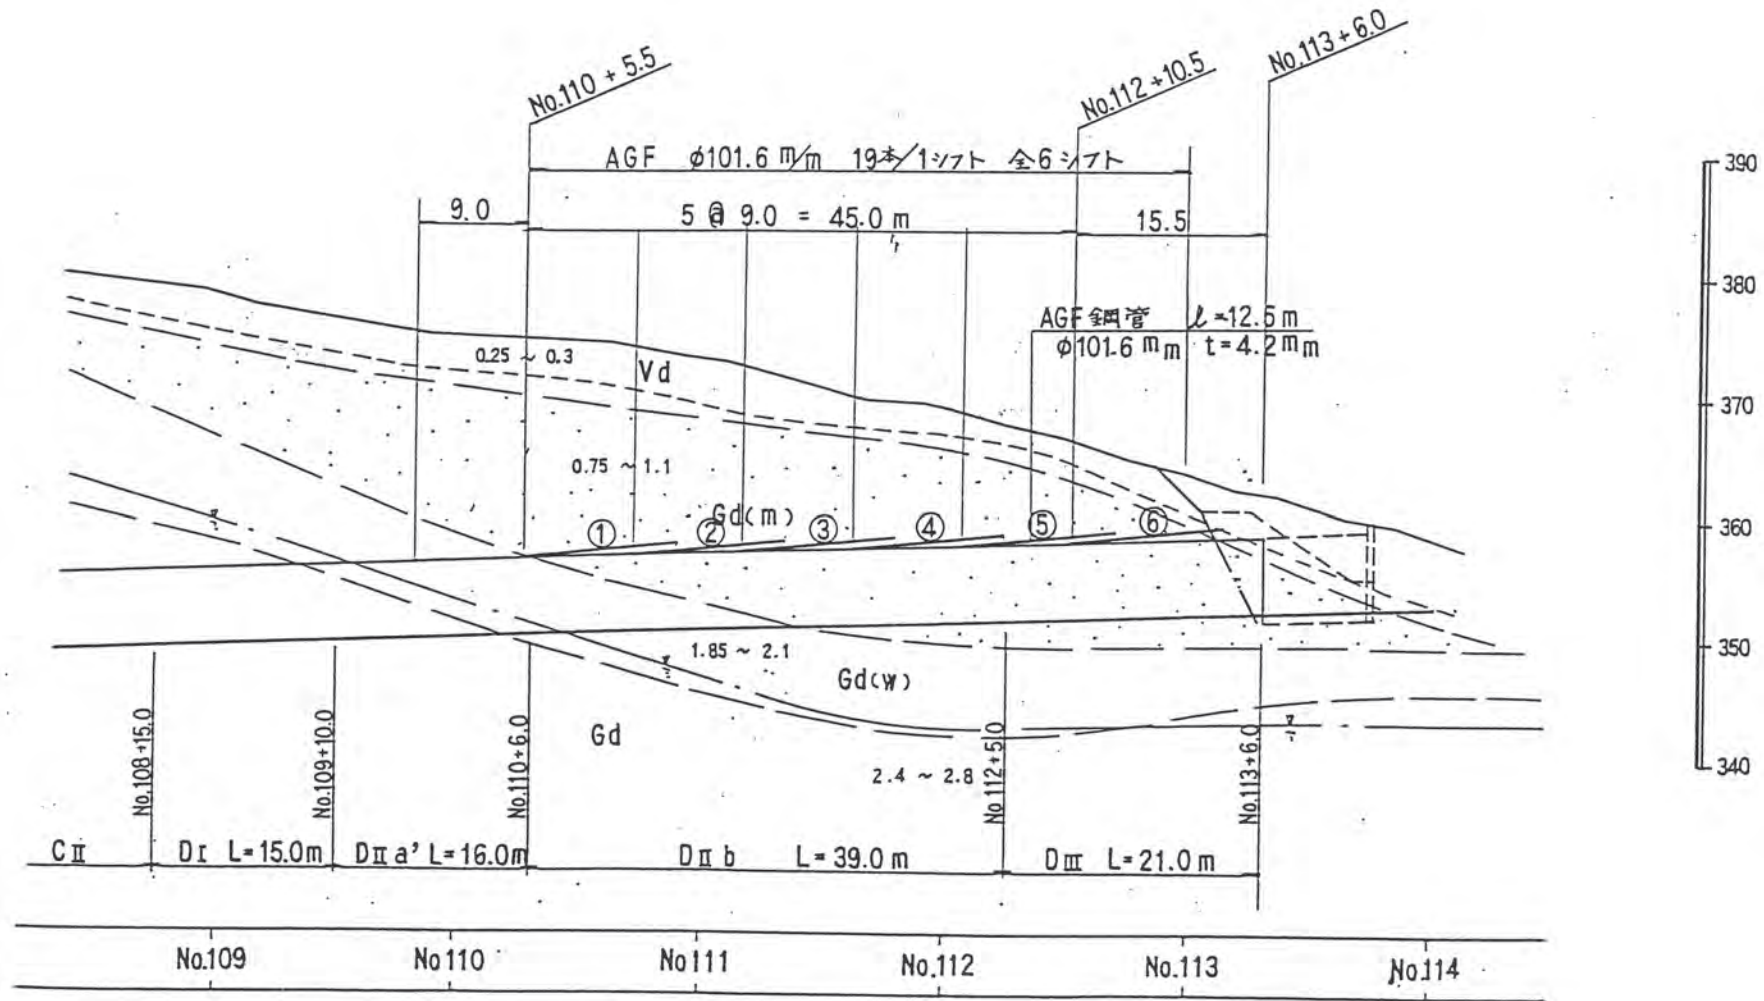 No.110 + 5.5
No.112+10.5
No.113+6.0
AGF φ101.6 m/m 19本/1シフト 全6シフト
9.0
5 @ 9.0 = 45.0 m
15.5
AGF鋼管 ℓ=12.5m
φ101.6 mm t=4.2mm
390
380
370
360
350
340
0.25 ~ 0.3
Vd
0.75 ~ 1.1
Gd(m)
① ② ③ ④ ⑤ ⑥
1.85 ~ 2.1
Gd(w)
Gd
2.4 ~ 2.8
No.108+15.0
No.109+10.0
No.110+6.0
No.112+5.0
No.113+6.0
CⅡ
DⅠ L=15.0m
DⅡa' L=16.0m
DⅡb L=39.0m
DⅢ L=21.0m
No.109
No110
No111
No.112
No.113
No.114